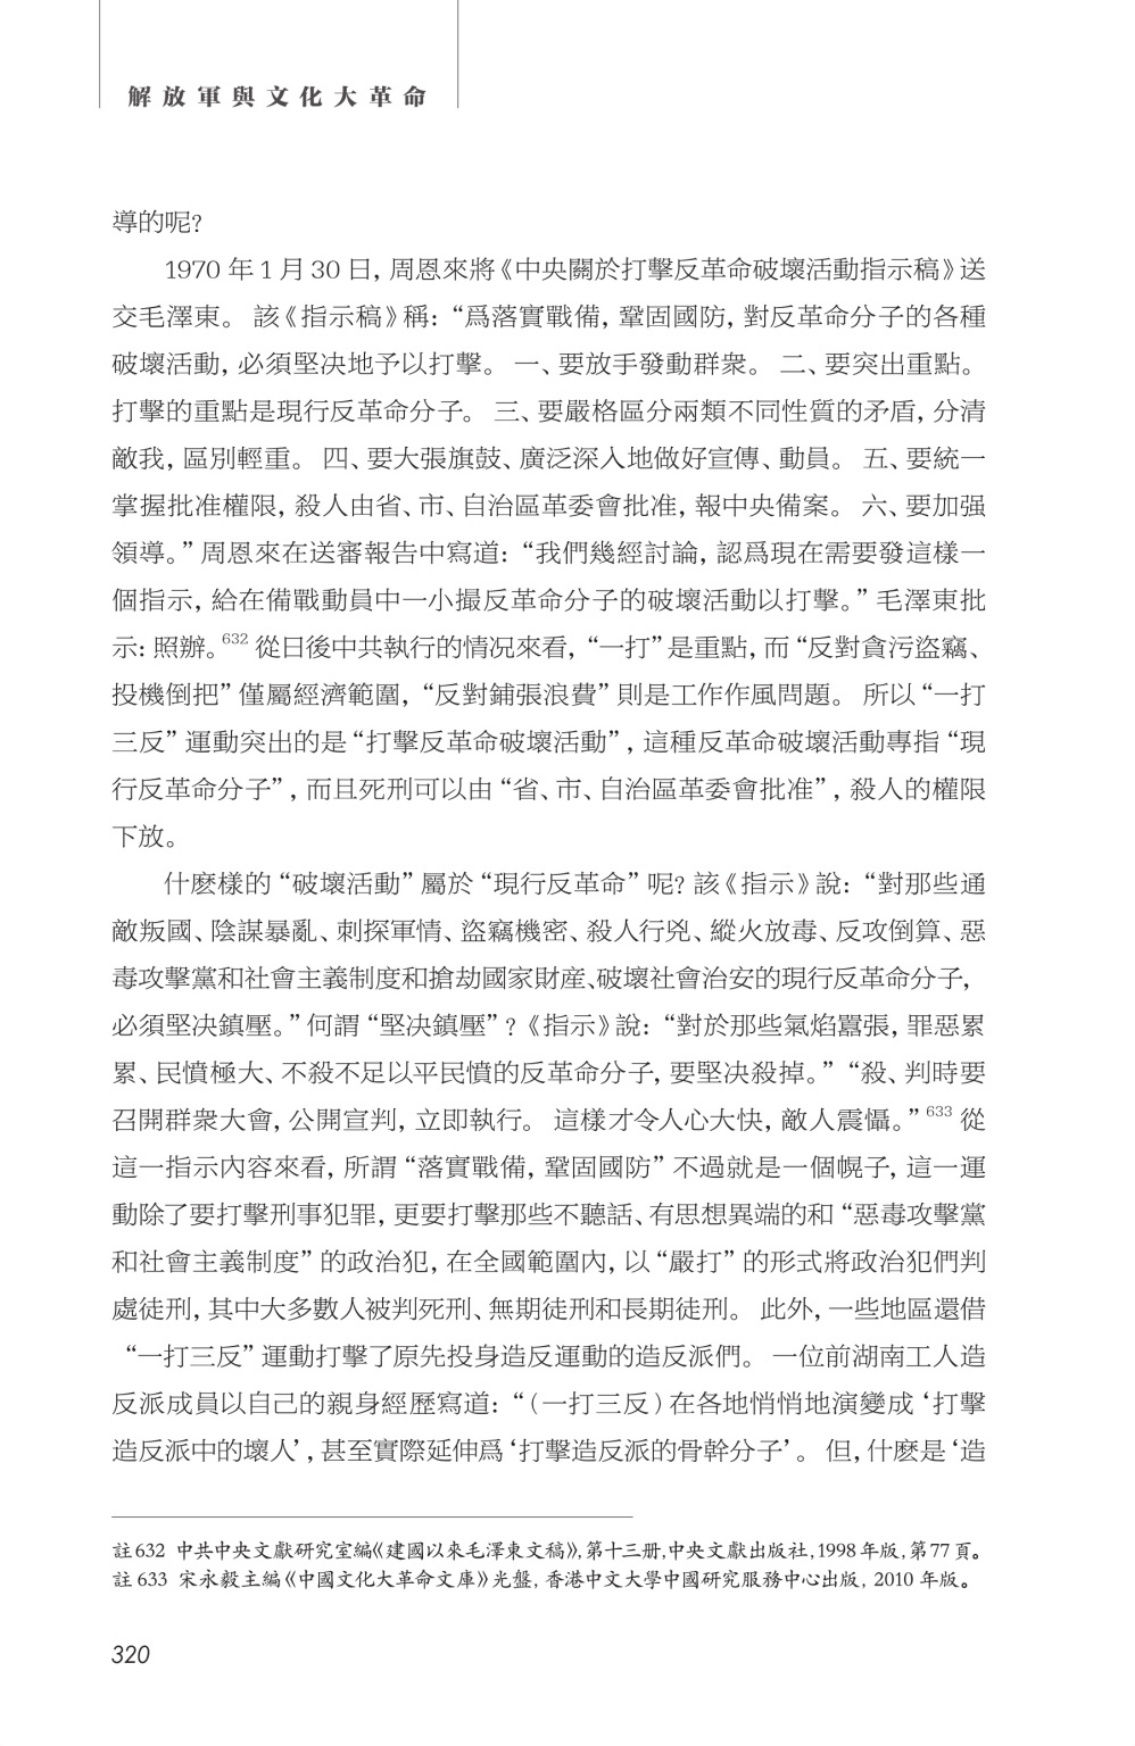 解放軍與文化大革命
導的呢?
1970 年 1 月 30 日, 周恩來將《中央關於打擊反革命破壞活動指示稿》送
交毛澤東。 該《指示稿》稱: “爲落實戰備, 鞏固國防, 對反革命分子的各種
破壞活動, 必須堅決地予以打擊。 一、要放手發動群衆。 二、要突出重點。
打擊的重點是現行反革命分子。 三、要嚴格區分兩類不同性質的矛盾, 分清
敵我, 區別輕重。 四、要大張旗鼓、廣泛深入地做好宣傳、動員。 五、要統一
掌握批准權限, 殺人由省、市、自治區革委會批准, 報中央備案。 六、要加强
領導。” 周恩來在送審報告中寫道: “我們幾經討論, 認爲現在需要發這樣一
個指示, 給在備戰動員中一小撮反革命分子的破壞活動以打擊。” 毛澤東批
示: 照辦。632 從日後中共執行的情況來看, “一打” 是重點, 而 “反對貪污盜竊、
投機倒把” 僅屬經濟範圍, “反對鋪張浪費” 則是工作作風問題。 所以 “一打
三反” 運動突出的是 “打擊反革命破壞活動” , 這種反革命破壞活動專指 “現
行反革命分子” , 而且死刑可以由 “省、市、自治區革委會批准” , 殺人的權限
下放。
什麽樣的 “破壞活動” 屬於 “現行反革命” 呢? 該《指示》說: “對那些通
敵叛國、陰謀暴亂、刺探軍情、盜竊機密、殺人行兇、縱火放毒、反攻倒算、惡
毒攻擊黨和社會主義制度和搶劫國家財産、破壞社會治安的現行反革命分子,
必須堅决鎮壓。” 何謂 “堅决鎮壓” ?《指示》說: “對於那些氣焰囂張, 罪惡累
累、民憤極大、不殺不足以平民憤的反革命分子, 要堅决殺掉。” “殺、判時要
召開群衆大會, 公開宣判, 立即執行。 這樣才令人心大快, 敵人震懾。” 633 從
這一指示內容來看, 所謂 “落實戰備, 鞏固國防” 不過就是一個幌子, 這一運
動除了要打擊刑事犯罪, 更要打擊那些不聽話、有思想異端的和 “惡毒攻擊黨
和社會主義制度” 的政治犯, 在全國範圍內, 以 “嚴打” 的形式將政治犯們判
處徒刑, 其中大多數人被判死刑、無期徒刑和長期徒刑。 此外, 一些地區還借
“一打三反” 運動打擊了原先投身造反運動的造反派們。 一位前湖南工人造
反派成員以自己的親身經歷寫道: “ (一打三反 ) 在各地悄悄地演變成 ‘打擊
造反派中的壞人’ , 甚至實際延伸爲 ‘打擊造反派的骨幹分子’ 。 但, 什麽是 ‘造
註 632 中共中央文獻研究室編《建國以來毛澤東文稿》, 第十三册, 中央文獻出版社, 1998 年版, 第 77 頁。
註 633 宋永毅主編《中國文化大革命文庫》光盤, 香港中文大學中國研究服務中心出版, 2010 年版。
320